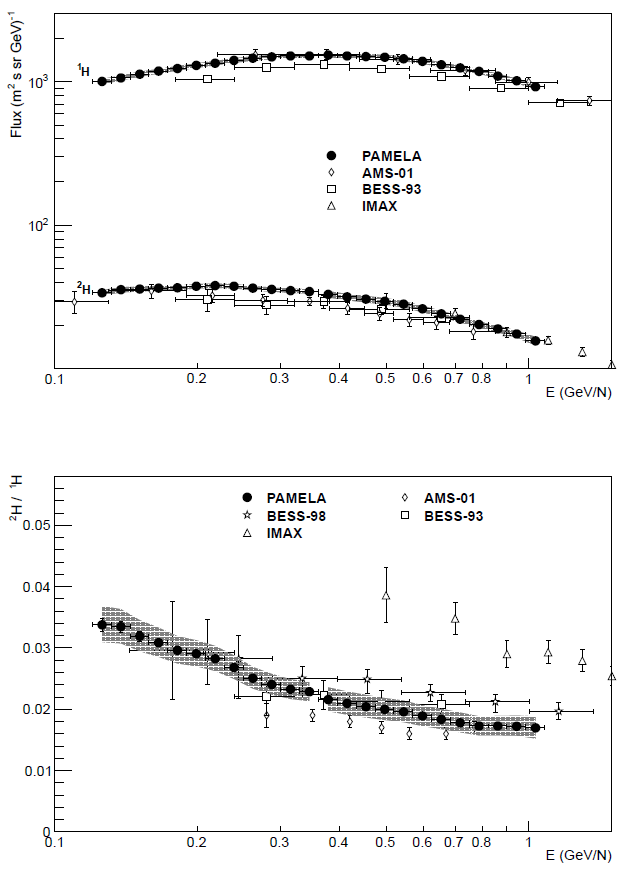 Flux (m² s sr GeV)⁻¹
10³
¹H
PAMELA
AMS-01
BESS-93
IMAX
10²
²H
0.1 0.2 0.3 0.4 0.5 0.6 0.7 0.8 1
E (GeV/N)
²H / ¹H
PAMELA AMS-01
BESS-98 BESS-93
IMAX
0.05
0.04
0.03
0.02
0.01
0
0.1 0.2 0.3 0.4 0.5 0.6 0.7 0.8 1
E (GeV/N)